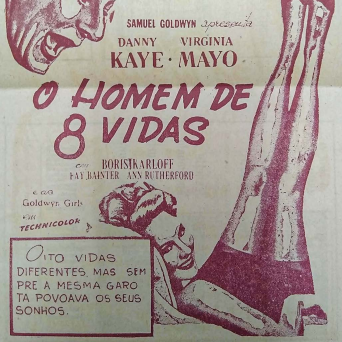 SAMUEL GOLDWYN apresenta
DANNY VIRGINIA
KAYE · MAYO
O HOMEM DE
8 VIDAS
com BORIS KARLOFF
FAY BAINTER ANN RUTHERFORD
e as
Goldwyn Girls
em
TECHNICOLOR
OITO VIDAS
DIFERENTES, MAS SEM
PRE A MESMA GARO
TA POVOAVA OS SEUS
SONHOS.